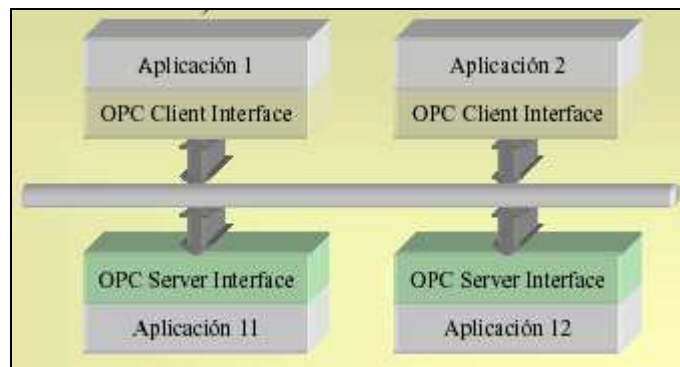 Aplicación 1
OPC Client Interface
Aplicación 2
OPC Client Interface
OPC Server Interface
Aplicación 11
OPC Server Interface
Aplicación 12